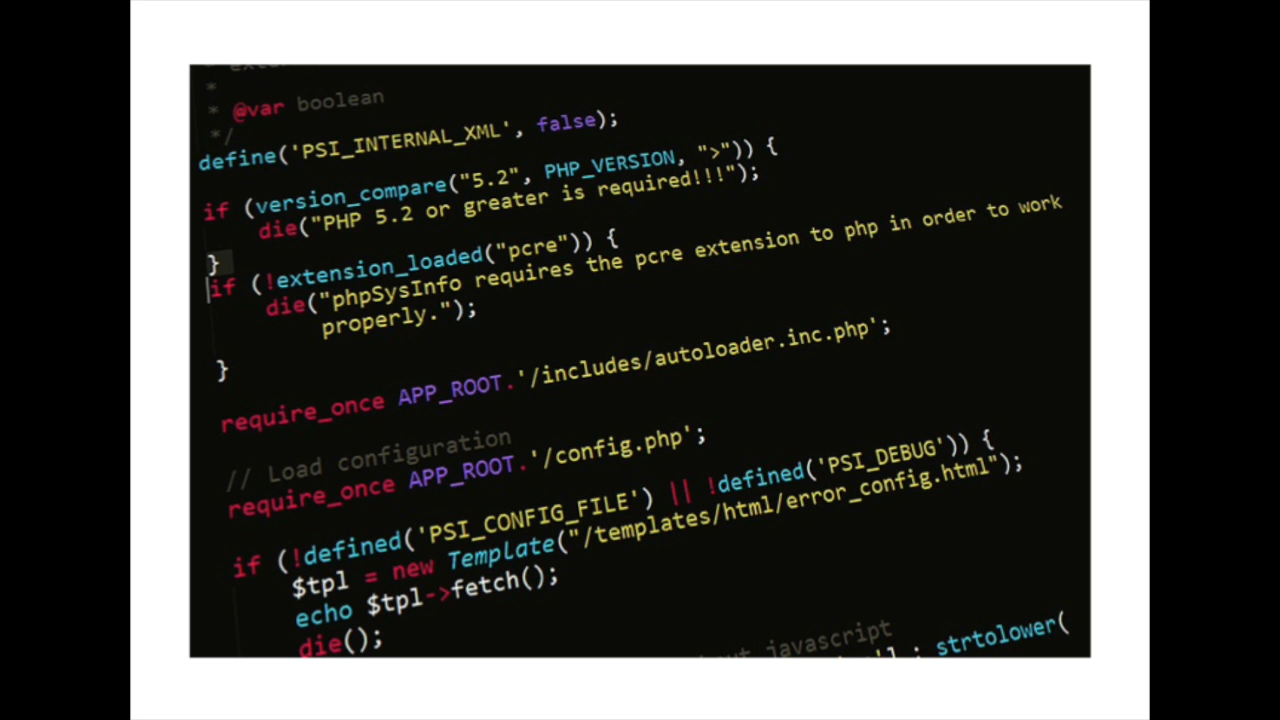 *
* @var boolean
*/
define('PSI_INTERNAL_XML', false);
if (version_compare("5.2", PHP_VERSION, ">")) {
die("PHP 5.2 or greater is required!!!");
}
if (!extension_loaded("pcre")) {
die("phpSysInfo requires the pcre extension to php in order to work
properly.");
}
require_once APP_ROOT.'/includes/autoloader.inc.php';
// Load configuration
require_once APP_ROOT.'/config.php';
if (!defined('PSI_CONFIG_FILE') || !defined('PSI_DEBUG')) {
$tpl = new Template("/templates/html/error_config.html");
echo $tpl->fetch();
die();
javascript
strtolower(